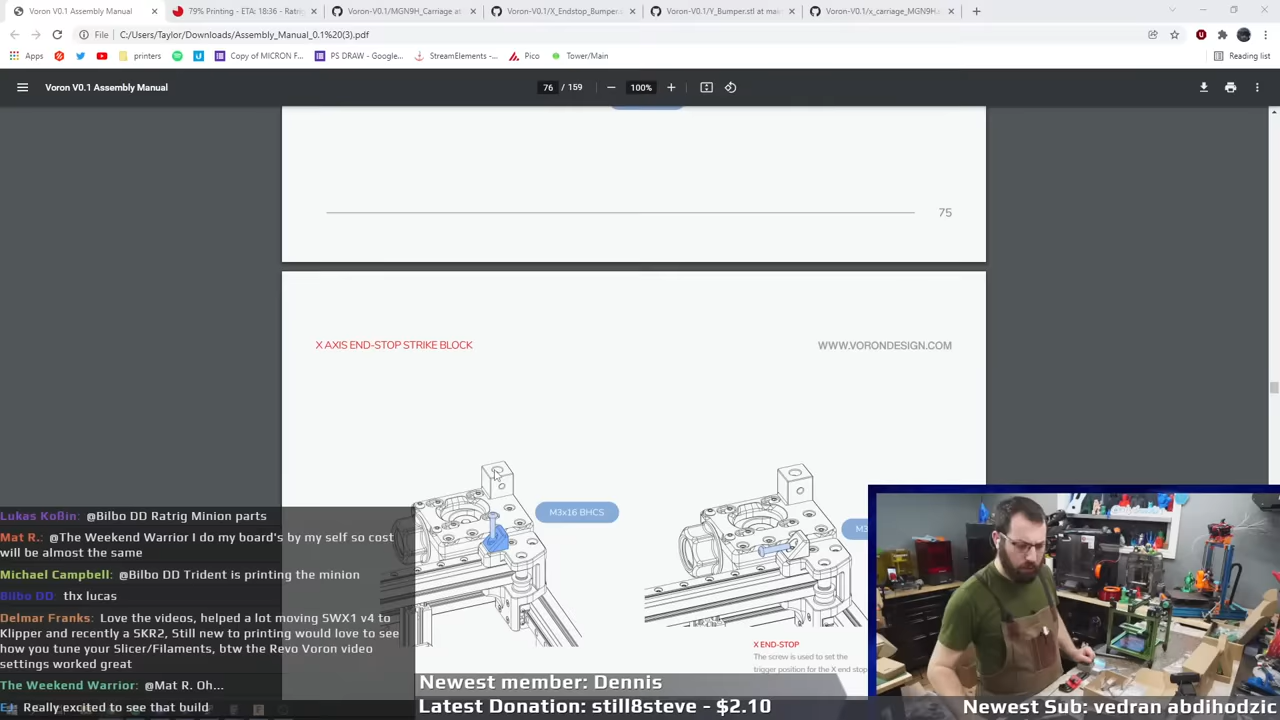 Voron V0.1 Assembly Manual
79% Printing - ETA: 18:36 - Ratrig
Voron-V0.1/MGN9H_Carriage at
Voron-V0.1/X_Endstop_Bumper.s
Voron-V0.1/Y_Bumper.stl at main
Voron-V0.1/x_carriage_MGN9H.
File
C:/Users/Taylor/Downloads/Assembly_Manual_0.1%20(3).pdf
Apps
printers
Copy of MICRON F...
PS DRAW - Google...
StreamElements -...
Pico
Tower/Main
Reading list
Voron V0.1 Assembly Manual
76 / 159
100%
75
X AXIS END-STOP STRIKE BLOCK
WWW.VORONDESIGN.COM
M3x16 BHCS
M3
X END-STOP
The screw is used to set the
trigger position for the X end stop
Lukas Koßin: @Bilbo DD Ratrig Minion parts
Mat R.: @The Weekend Warrior I do my board's by my self so cost
will be almost the same
Michael Campbell: @Bilbo DD Trident is printing the minion
Bilbo DD: thx lucas
Delmar Franks: Love the videos, helped a lot moving SWX1 v4 to
Klipper and recently a SKR2, Still new to printing would love to see
how you tune your Slicer/Filaments, btw the Revo Voron video
settings worked great
The Weekend Warrior: @Mat R. Oh...
Really excited to see that build
Newest member: Dennis
Latest Donation: still8steve - $2.10
Newest Sub: vedran abdihodzic